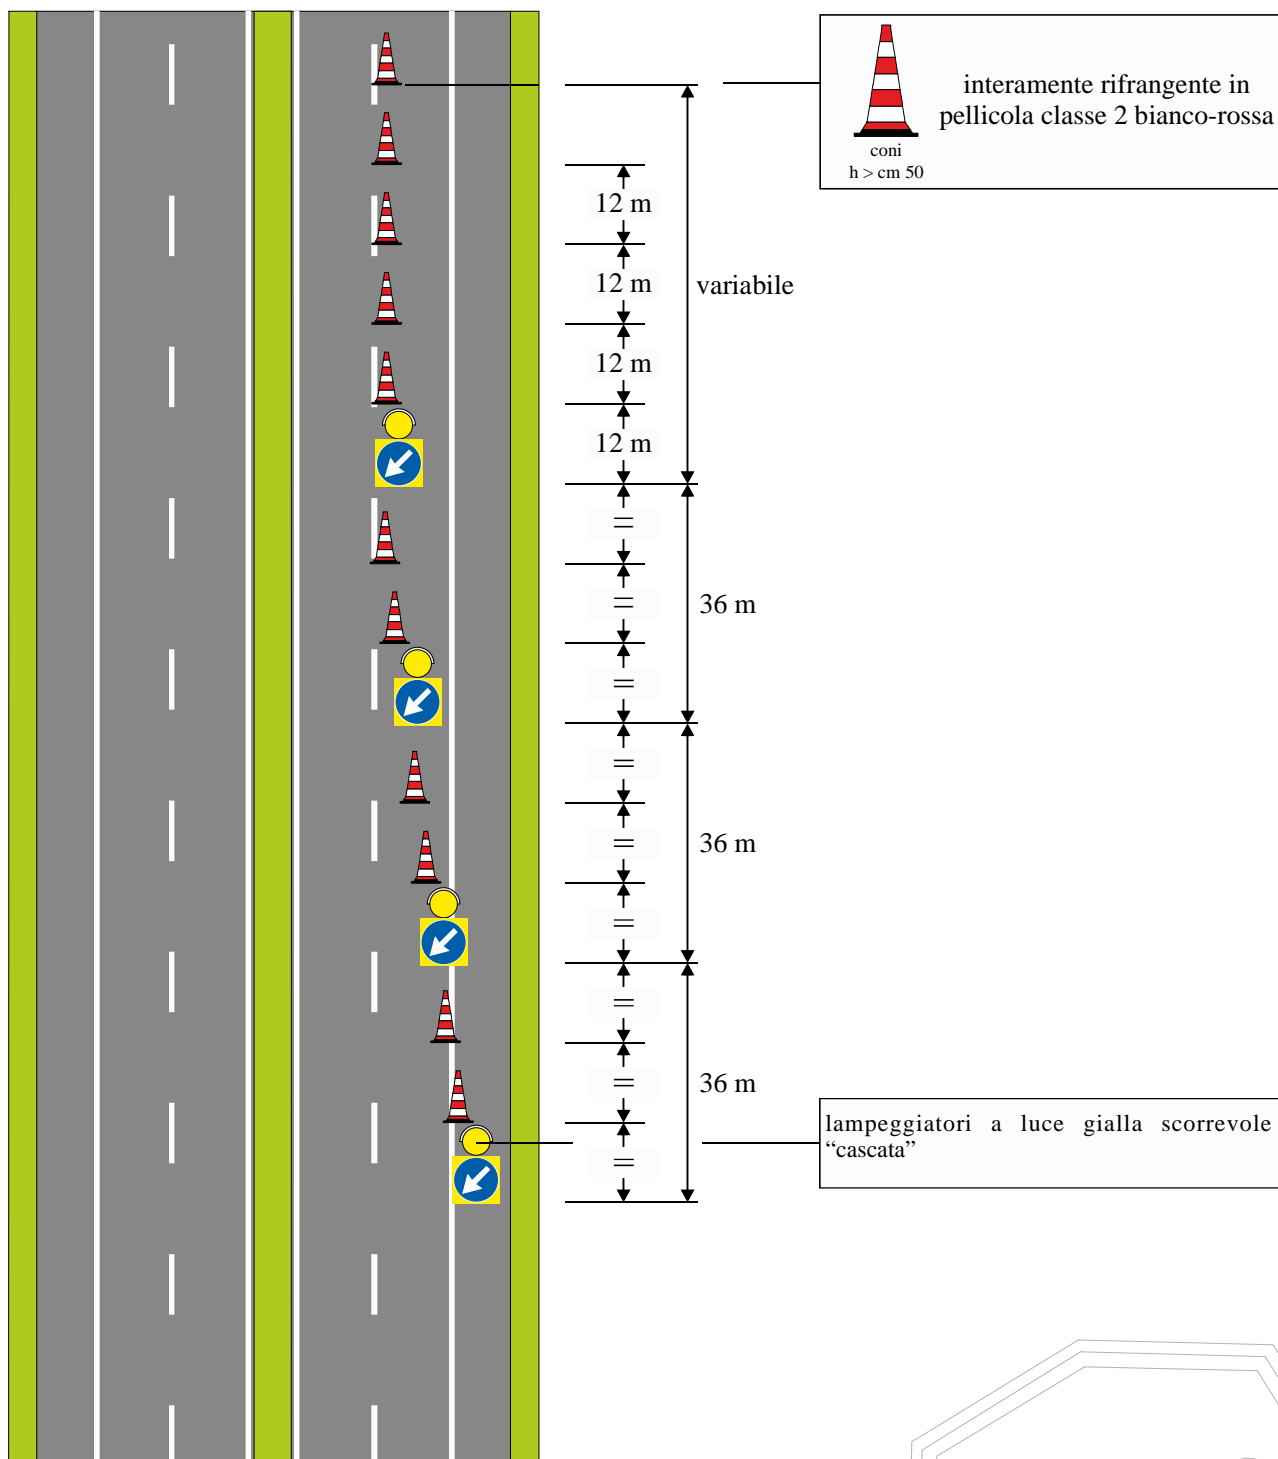 interamente rifrangente in
pellicola classe 2 bianco-rossa
coni
h > cm 50
12 m
12 m
variabile
12 m
12 m
=
=
36 m
=
=
=
36 m
=
=
=
36 m
=
lampeggiatori a luce gialla scorrevole
“cascata”